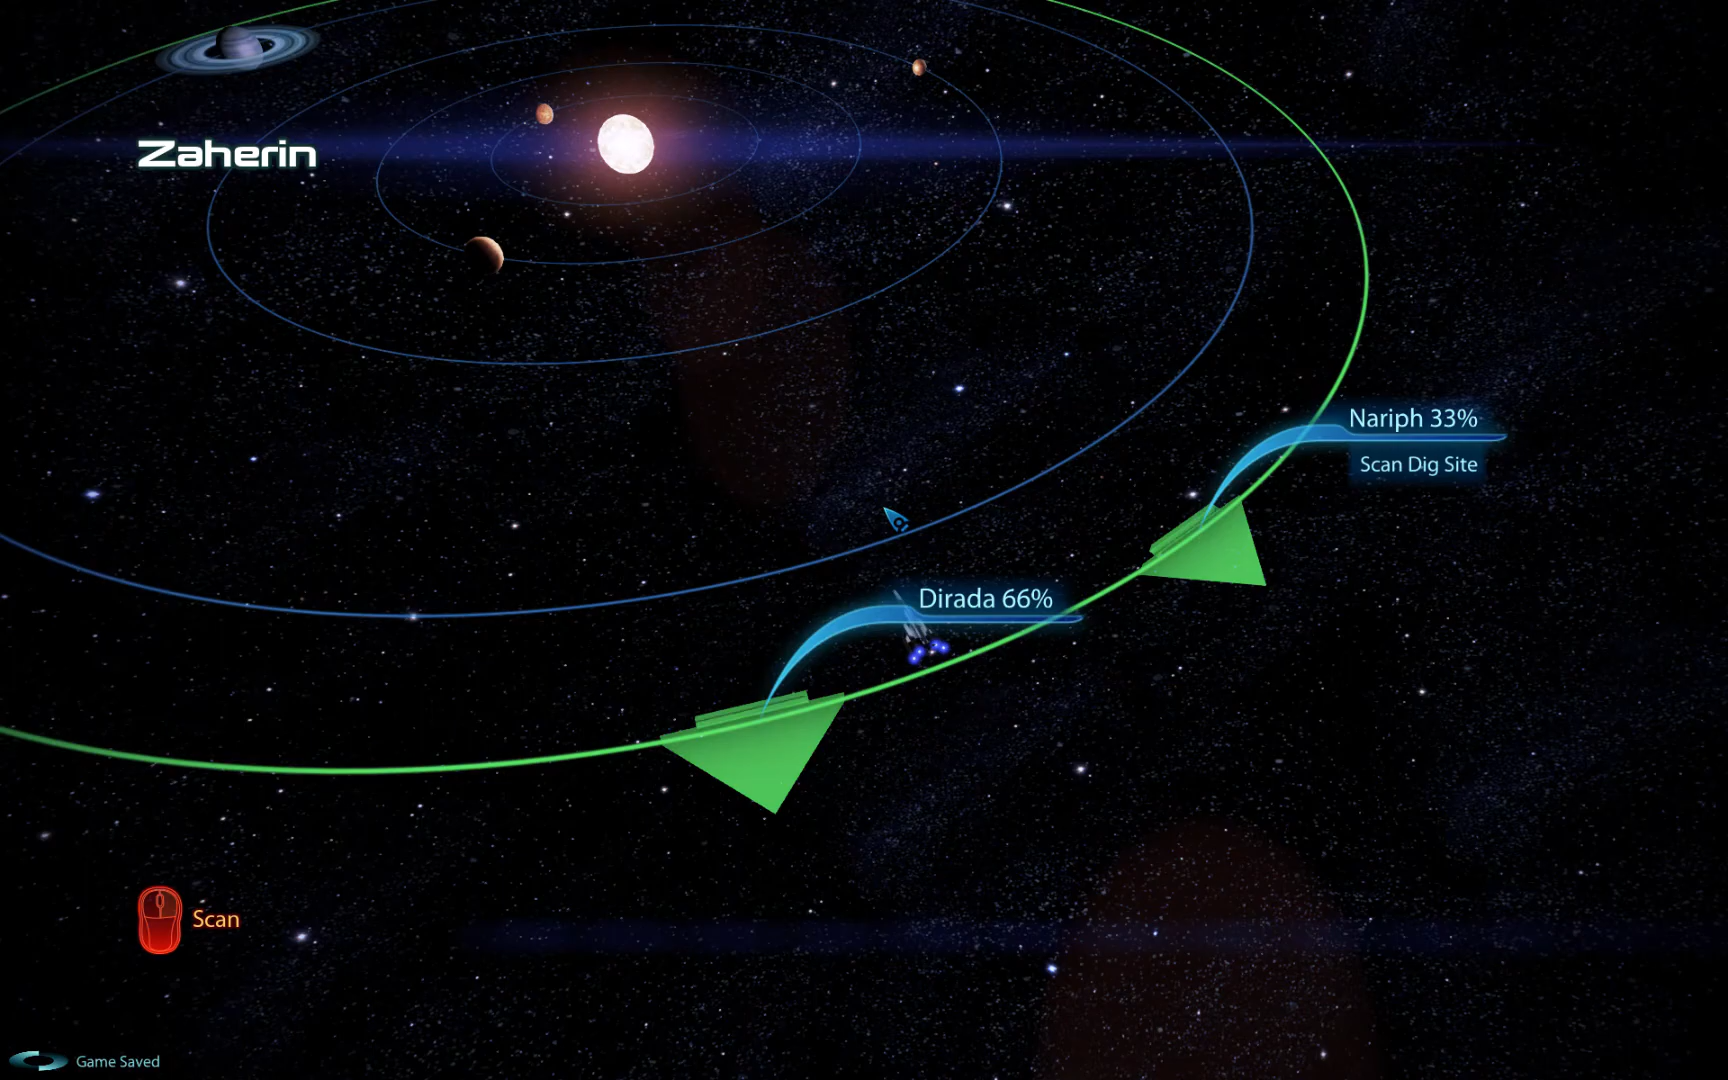 Zaherin
Nariph 33%
Scan Dig Site
Dirada 66%
Scan
Game Saved